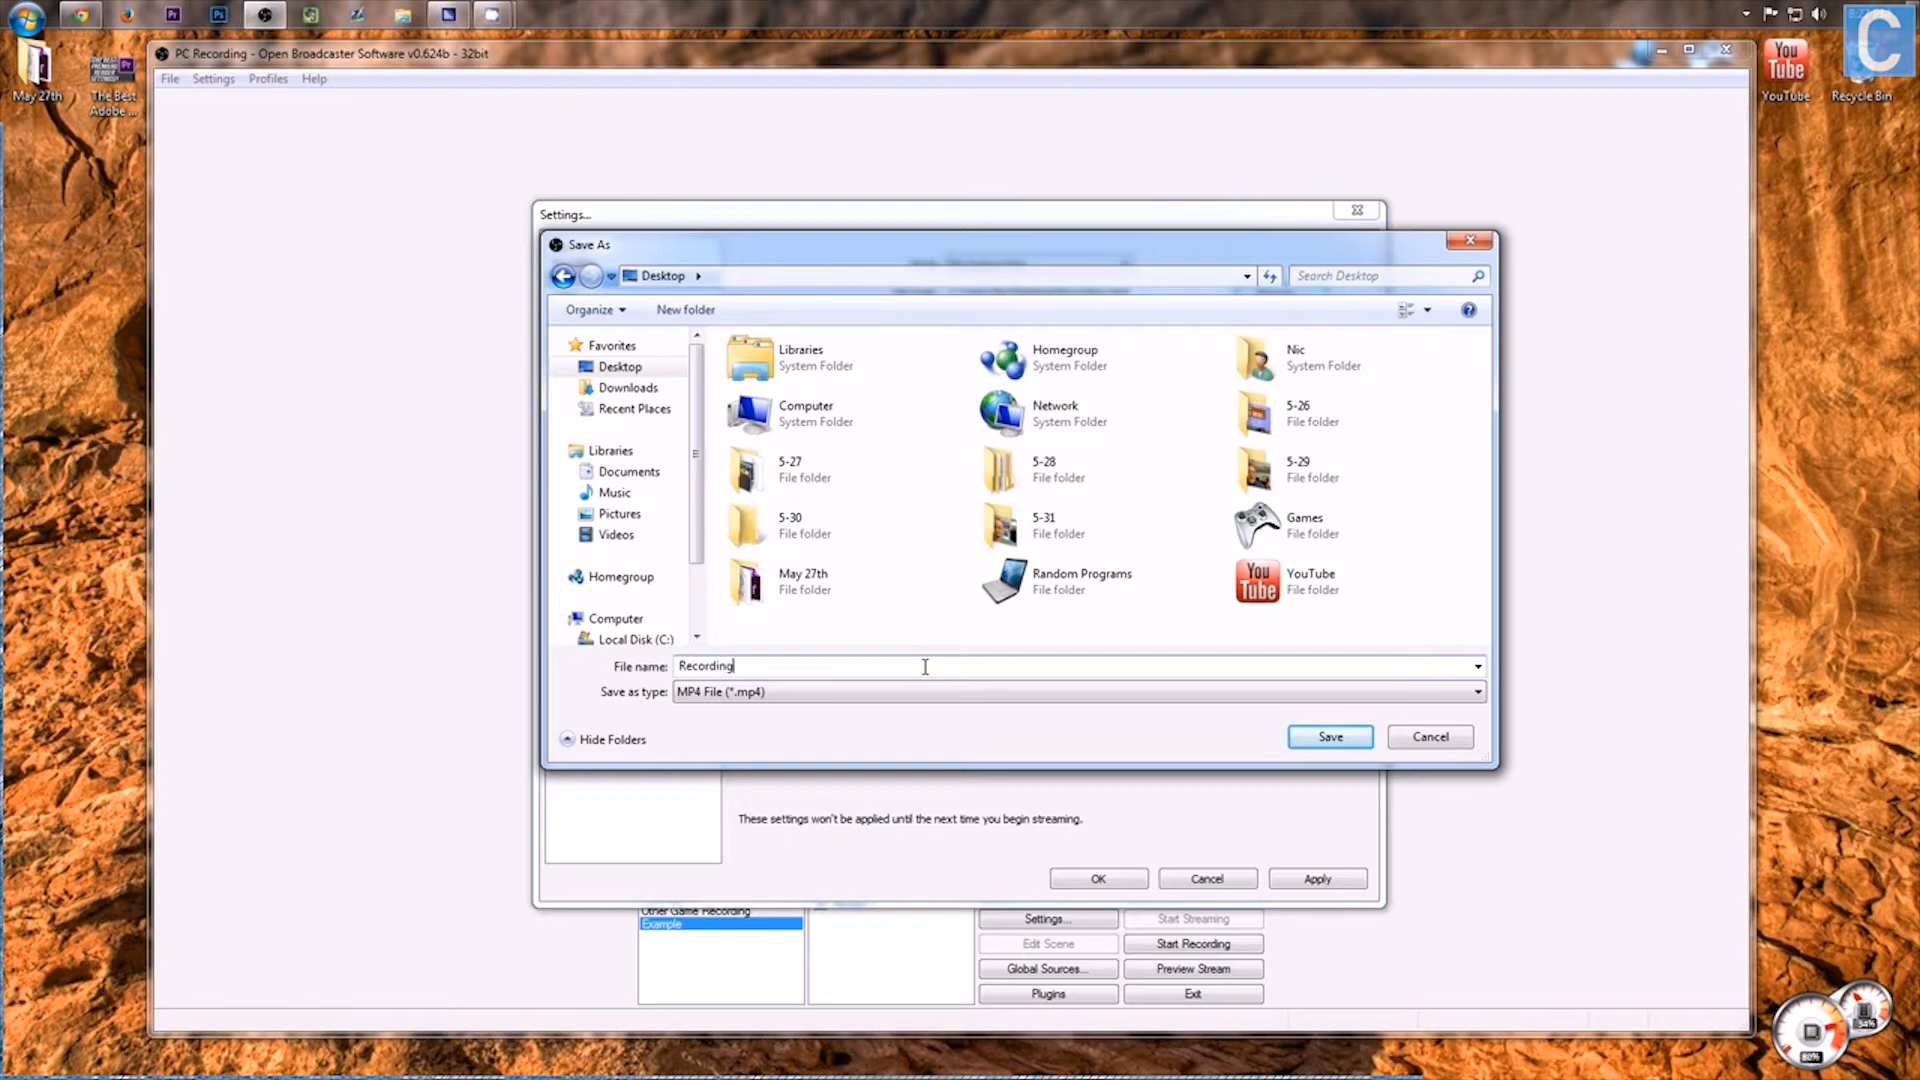 8:27 PM
C
May 27th
The Best
Adobe ...
YouTube
Recycle Bin
PC Recording - Open Broadcaster Software v0.624b - 32bit
File Settings Profiles Help
Settings...
Save As
Desktop
Search Desktop
Organize
New folder
Favorites
Desktop
Downloads
Recent Places
Libraries
Documents
Music
Pictures
Videos
Homegroup
Computer
Local Disk (C:)
Libraries
System Folder
Homegroup
System Folder
Nic
System Folder
Computer
System Folder
Network
System Folder
5-26
File folder
5-27
File folder
5-28
File folder
5-29
File folder
5-30
File folder
5-31
File folder
Games
File folder
May 27th
File folder
Random Programs
File folder
You
Tube
YouTube
File folder
File name: Recording
Save as type: MP4 File (*.mp4)
Hide Folders
Save
Cancel
These settings won't be applied until the next time you begin streaming.
OK
Cancel
Apply
Other Game Recording
Example
Settings...
Start Streaming
Edit Scene
Start Recording
Global Sources...
Preview Stream
Plugins
Exit
80%
34%